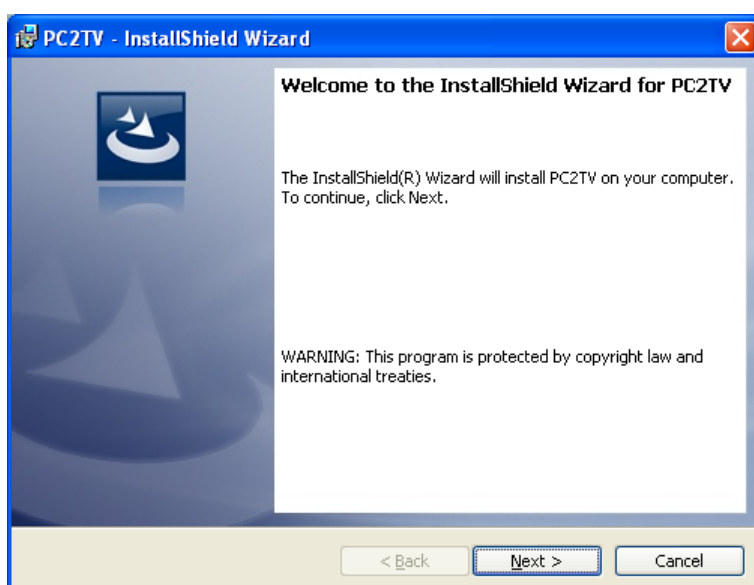 PC2TV - InstallShield Wizard
Welcome to the InstallShield Wizard for PC2TV
The InstallShield(R) Wizard will install PC2TV on your computer.
To continue, click Next.
WARNING: This program is protected by copyright law and
international treaties.
< Back
Next >
Cancel